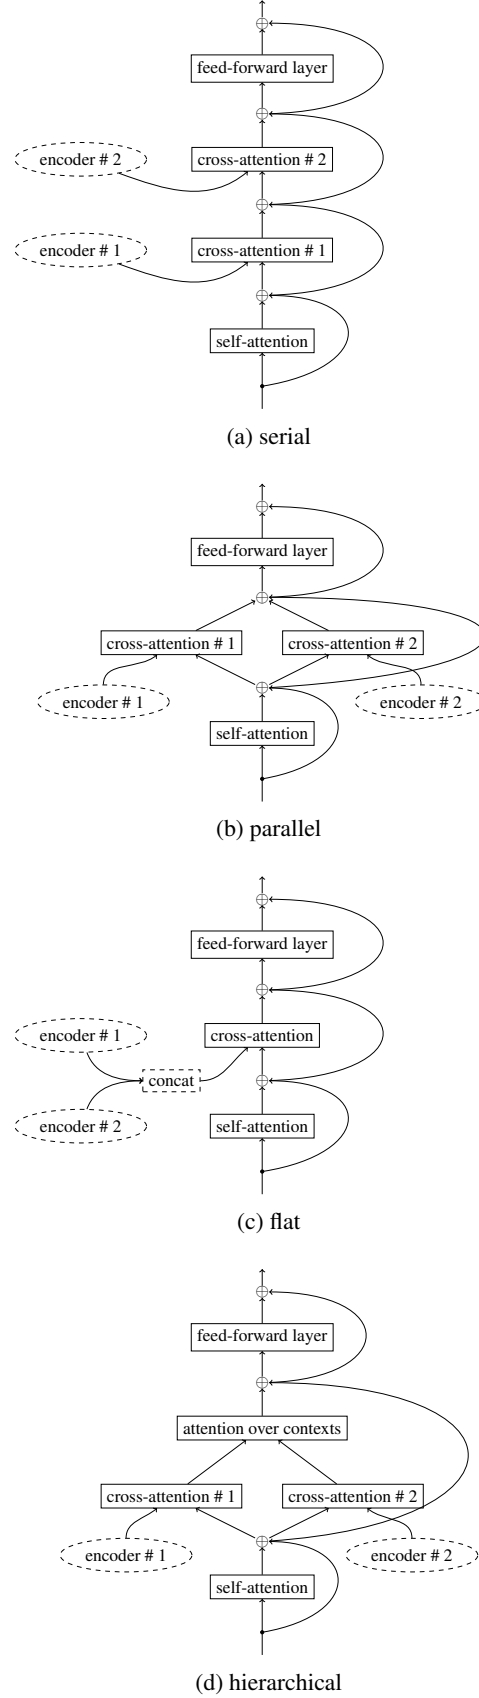 feed-forward layer
encoder # 2 cross-attention # 2
encoder # 1 cross-attention # 1
self-attention
(a) serial
feed-forward layer
cross-attention # 1 cross-attention # 2
encoder # 1 encoder # 2
self-attention
(b) parallel
feed-forward layer
encoder # 1 cross-attention
concat
encoder # 2 self-attention
(c) flat
feed-forward layer
attention over contexts
cross-attention # 1 cross-attention # 2
encoder # 1 encoder # 2
self-attention
(d) hierarchical